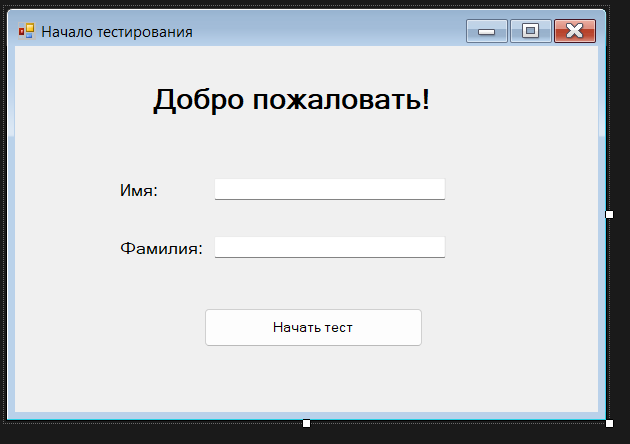 Начало тестирования
Добро пожаловать!
Имя:
Фамилия:
Начать тест